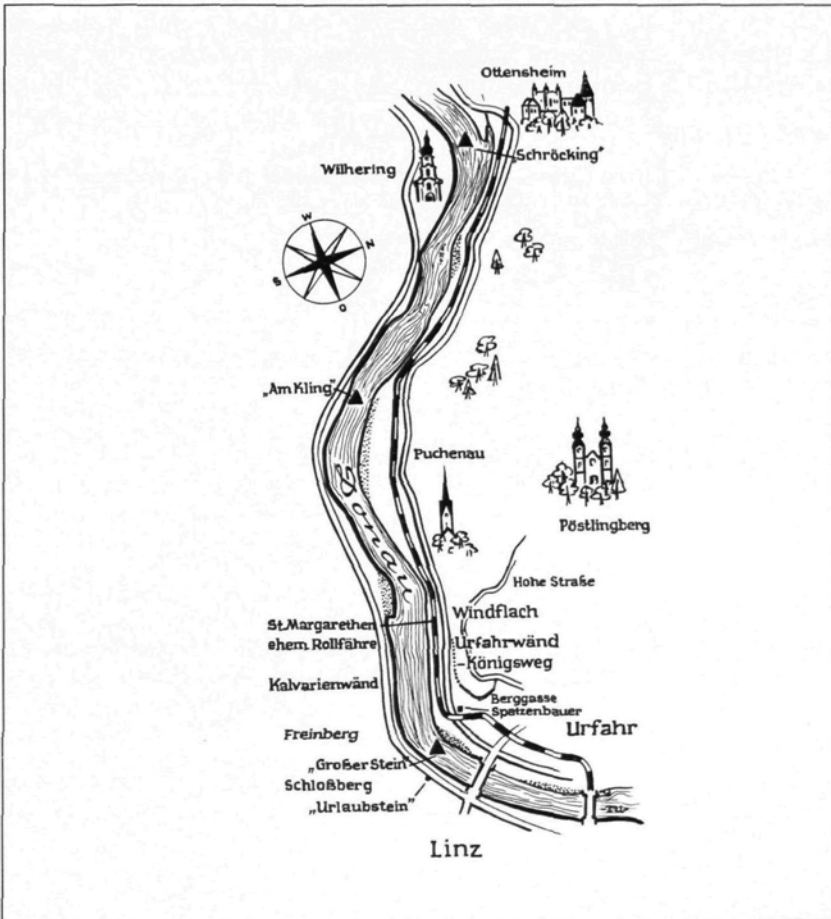 Ottensheim
„Schröcking"
Wilhering
W
N
S
O
„Am Kling"
Puchenau
Donau
Pöstlingberg
Hohe Straße
Windflach
St. Margarethen
ehem. Rollfähre
Urfahrwänd
-Königsweg
Kalvarienwänd
Berggasse
Spatzenbauer
Urfahr
Freinberg
„Großer Stein"
Schloßberg
„Urlaubstein"
Linz